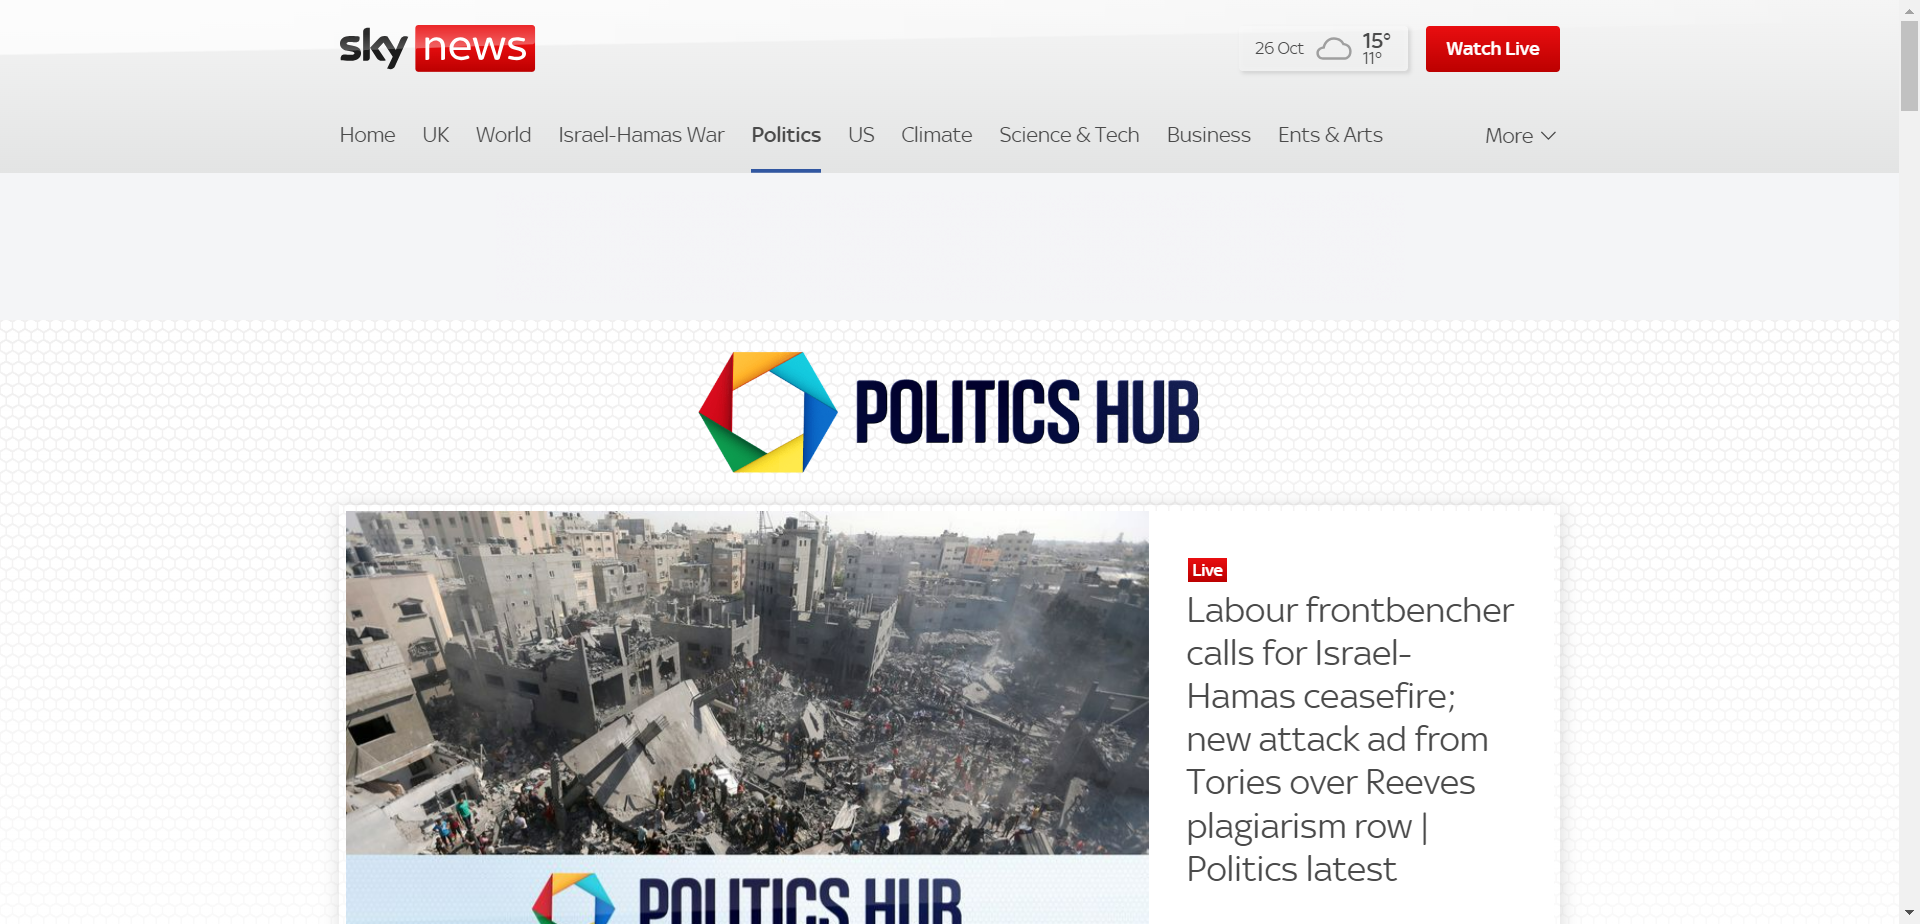 sky news
26 Oct
15°
11°
Watch Live
Home UK World Israel-Hamas War Politics US Climate Science & Tech Business Ents & Arts More
POLITICS HUB
Live
Labour frontbencher
calls for Israel-
Hamas ceasefire;
new attack ad from
Tories over Reeves
plagiarism row |
Politics latest
POLITICS HUB